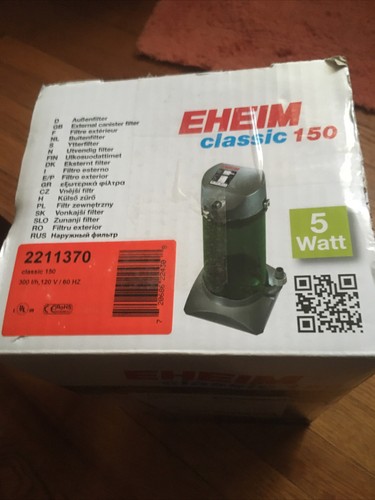 EHEIM
classic 150
D Außenfilter
GB External canister filter
F Filtre extérieur
NL Buitenfilter
S Ytterfilter
N Utvendig filter
FIN Ulkosuodattimet
DK Eksternt filter
I Filtro esterno
E/P Filtro exterior
GR εξωτερικό φίλτρο
CZ Vnější filtr
H Külső szűrő
PL Filtr zewnętrzny
SK Vonkajší filter
SLO Zunanji filter
RO Filtru exterior
RUS Наружный фильтр
5
Watt
2211370
classic 150
300 l/h,120 V / 60 HZ
EHEIM